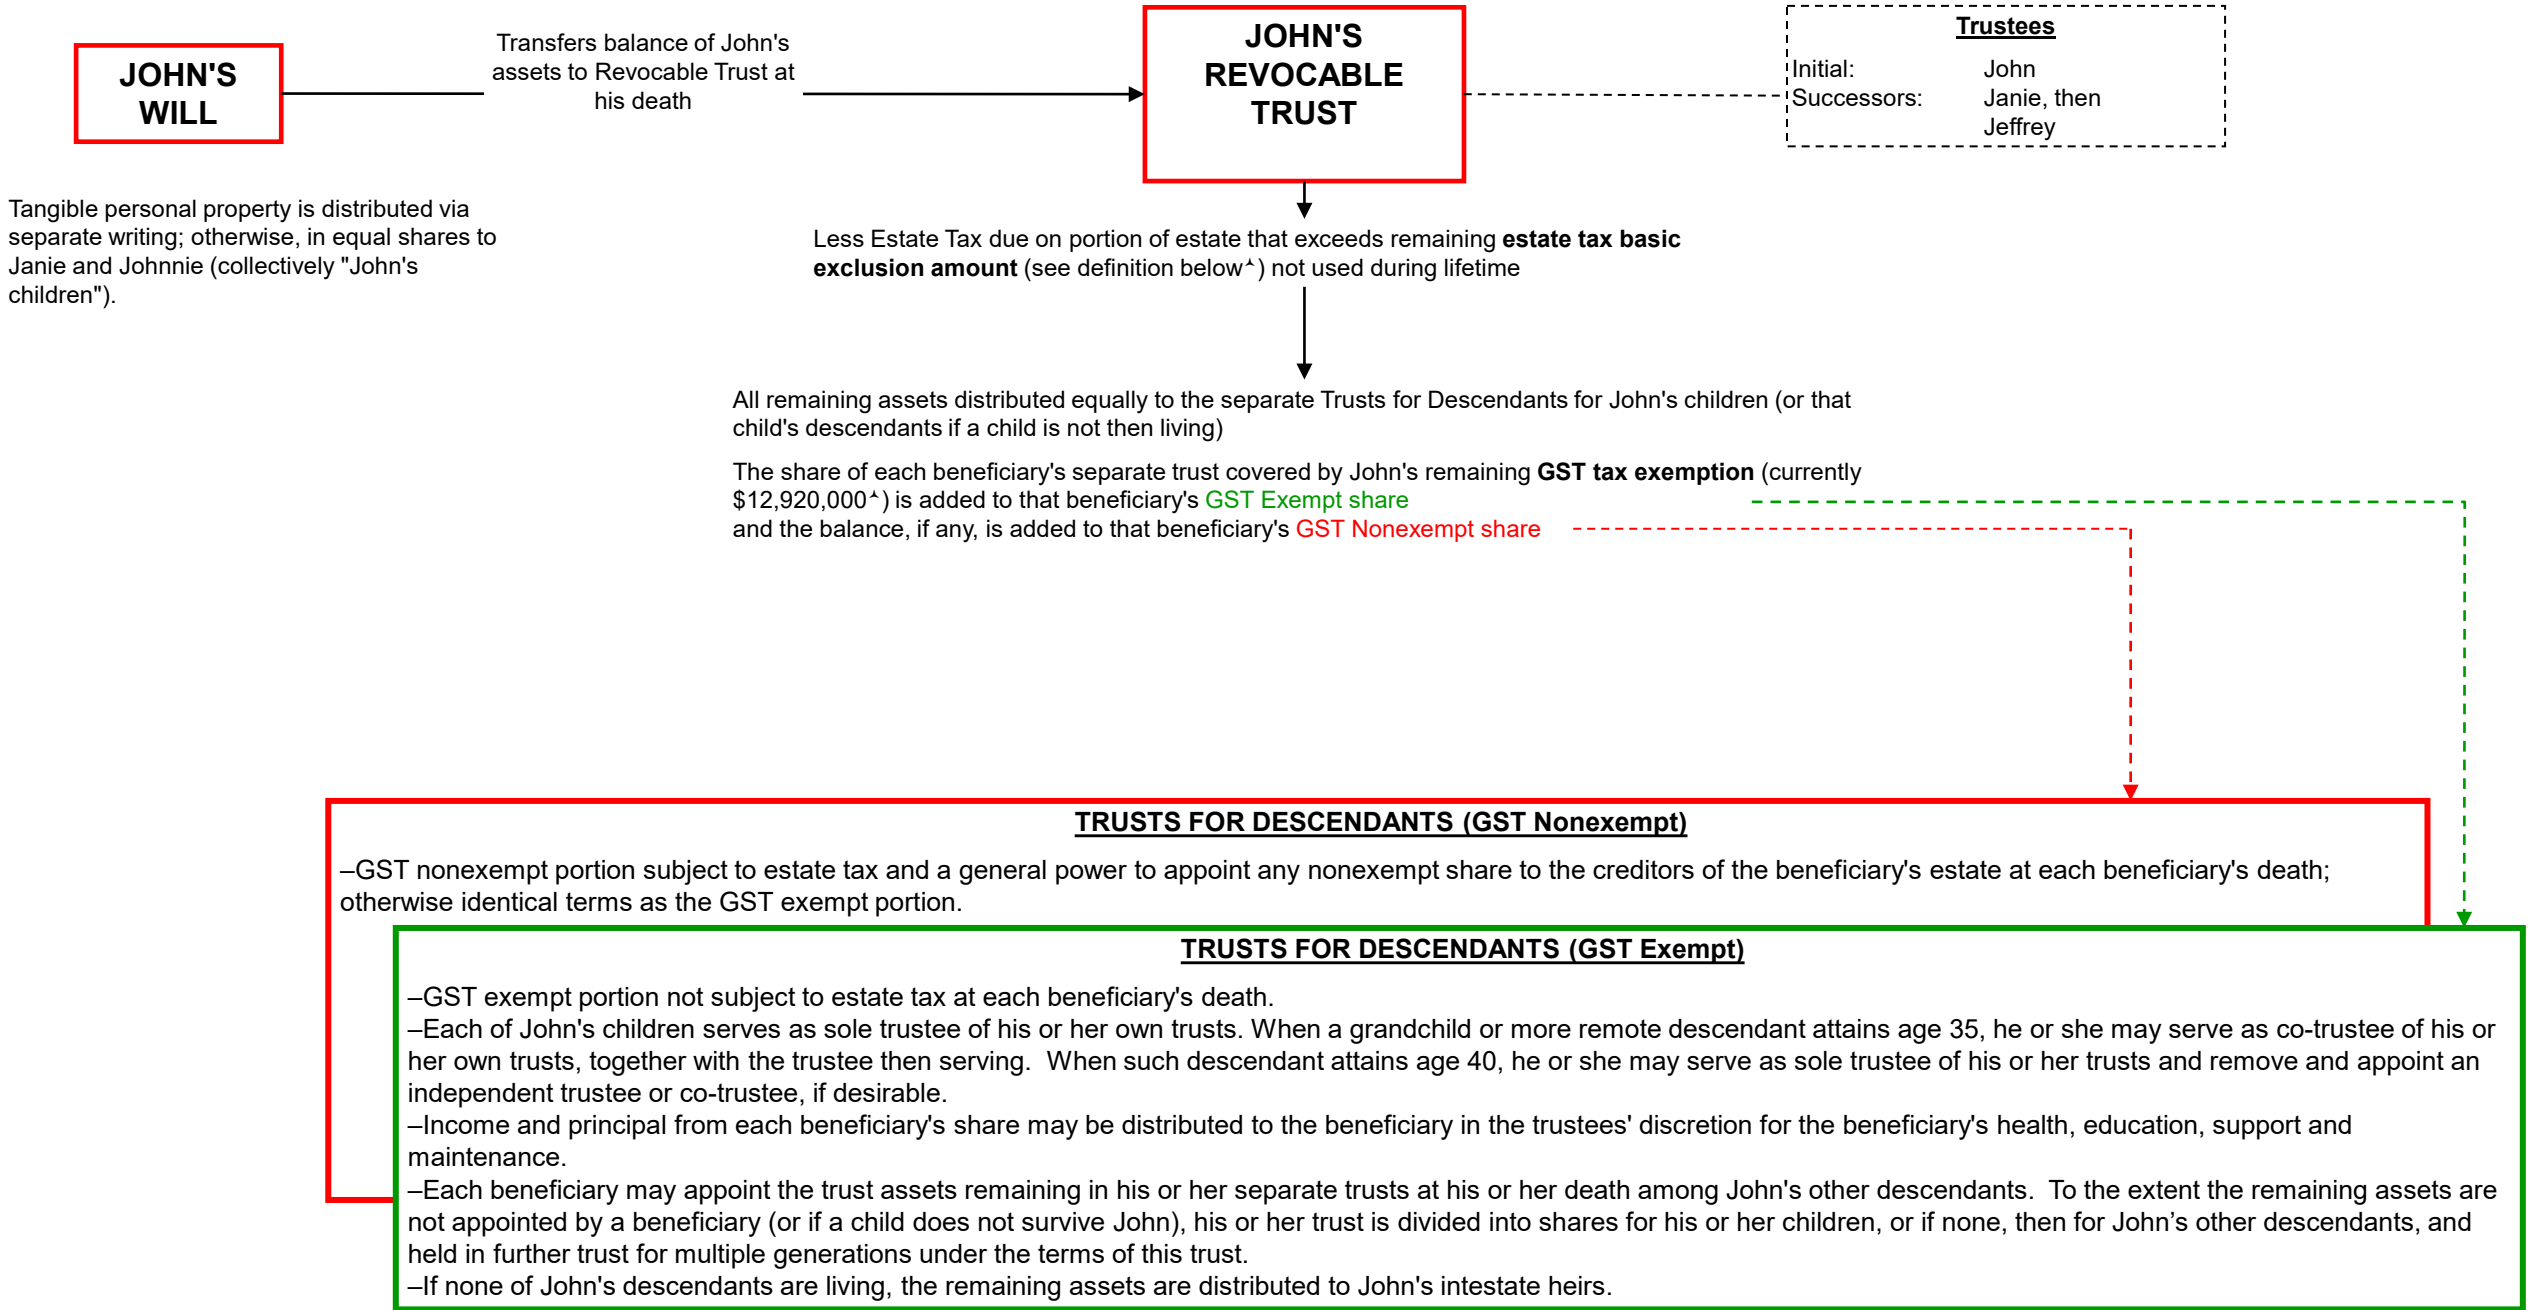 JOHN'S
WILL
Transfers balance of John's
assets to Revocable Trust at
his death
JOHN'S
REVOCABLE
TRUST
Trustees
Initial: John
Successors: Janie, then
Jeffrey
Tangible personal property is distributed via
separate writing; otherwise, in equal shares to
Janie and Johnnie (collectively "John's
children").
Less Estate Tax due on portion of estate that exceeds remaining estate tax basic
exclusion amount (see definition below^) not used during lifetime
All remaining assets distributed equally to the separate Trusts for Descendants for John's children (or that
child's descendants if a child is not then living)
The share of each beneficiary's separate trust covered by John's remaining GST tax exemption (currently
$12,920,000^) is added to that beneficiary's GST Exempt share
and the balance, if any, is added to that beneficiary's GST Nonexempt share
TRUSTS FOR DESCENDANTS (GST Nonexempt)
–GST nonexempt portion subject to estate tax and a general power to appoint any nonexempt share to the creditors of the beneficiary's estate at each beneficiary's death;
otherwise identical terms as the GST exempt portion.
TRUSTS FOR DESCENDANTS (GST Exempt)
–GST exempt portion not subject to estate tax at each beneficiary's death.
–Each of John's children serves as sole trustee of his or her own trusts. When a grandchild or more remote descendant attains age 35, he or she may serve as co-trustee of his or
her own trusts, together with the trustee then serving.  When such descendant attains age 40, he or she may serve as sole trustee of his or her trusts and remove and appoint an
independent trustee or co-trustee, if desirable.
–Income and principal from each beneficiary's share may be distributed to the beneficiary in the trustees' discretion for the beneficiary's health, education, support and
maintenance.
–Each beneficiary may appoint the trust assets remaining in his or her separate trusts at his or her death among John's other descendants.  To the extent the remaining assets are
not appointed by a beneficiary (or if a child does not survive John), his or her trust is divided into shares for his or her children, or if none, then for John’s other descendants, and
held in further trust for multiple generations under the terms of this trust.
–If none of John's descendants are living, the remaining assets are distributed to John's intestate heirs.